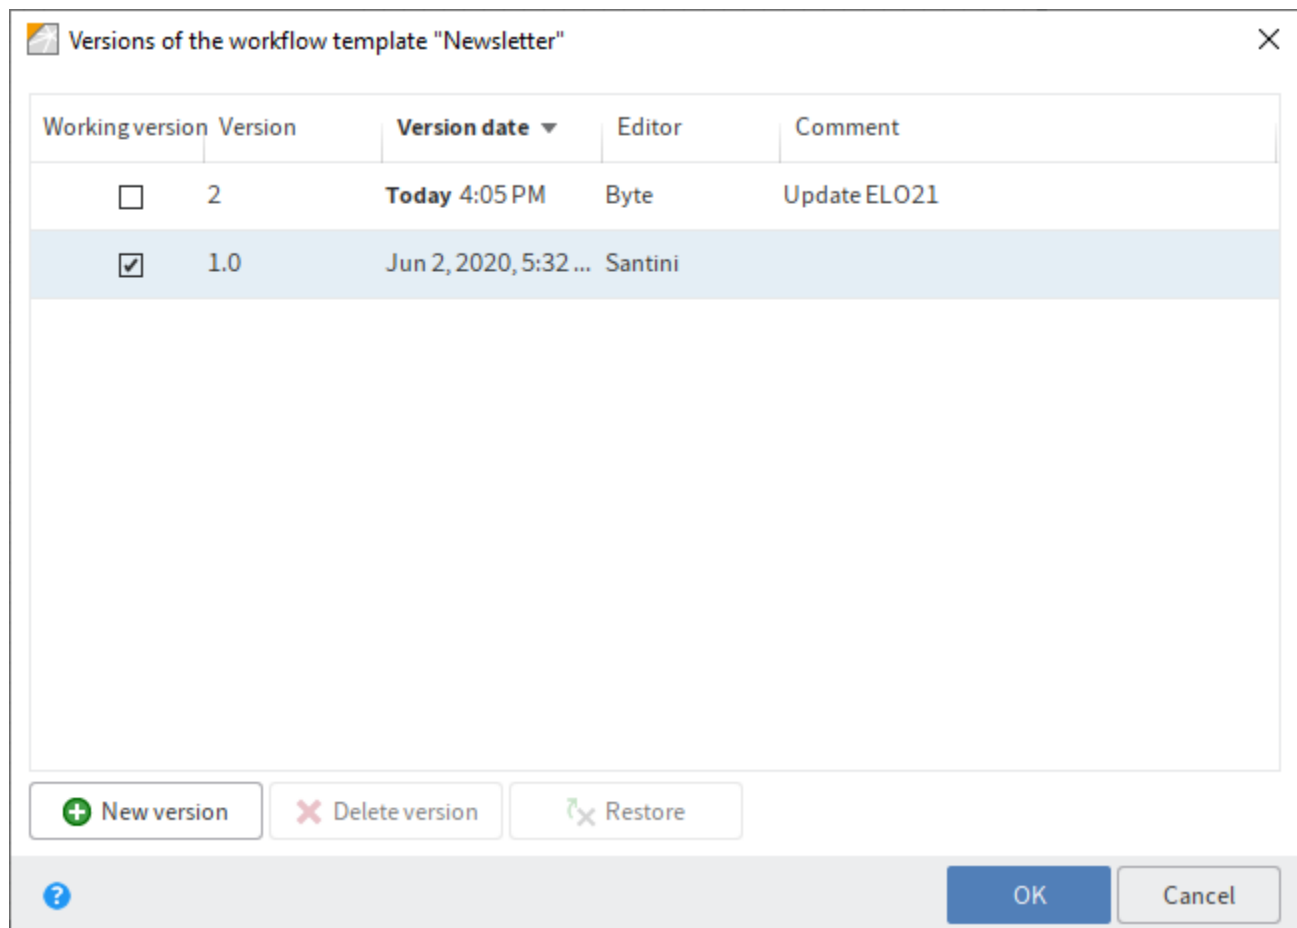 Versions of the workflow template "Newsletter"
Working version Version Version date Editor Comment
2 Today 4:05 PM Byte Update ELO21
1.0 Jun 2, 2020, 5:32 ... Santini
New version Delete version Restore
? OK Cancel